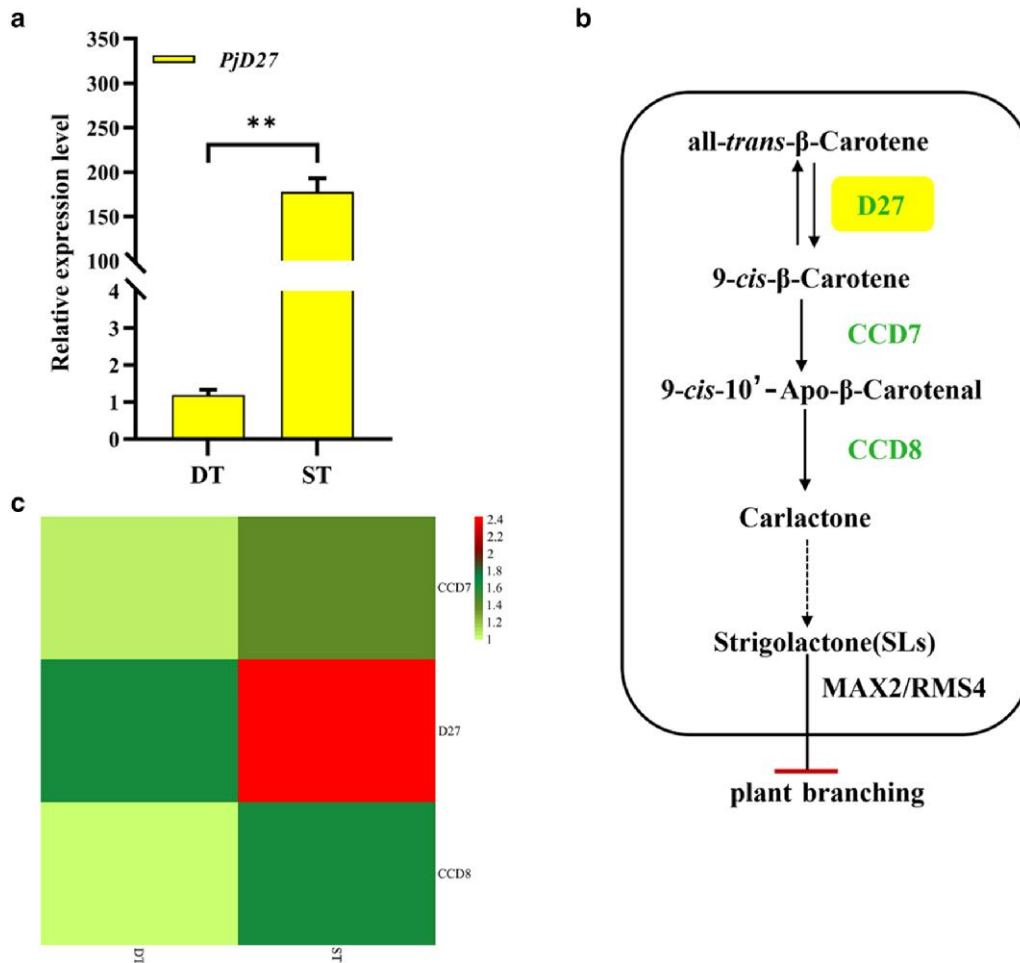 a
350
300
250
200
150
100
4
3
2
1
0
Relative expression level
PjD27
**
DT
ST
b
all-trans-β-Carotene
D27
9-cis-β-Carotene
CCD7
9-cis-10’-Apo-β-Carotenal
CCD8
Carlactone
Strigolactone(SLs)
MAX2/RMS4
plant branching
c
2.4
2.2
2
1.8
1.6
1.4
1.2
1
CCD7
D27
CCD8
DT
ST